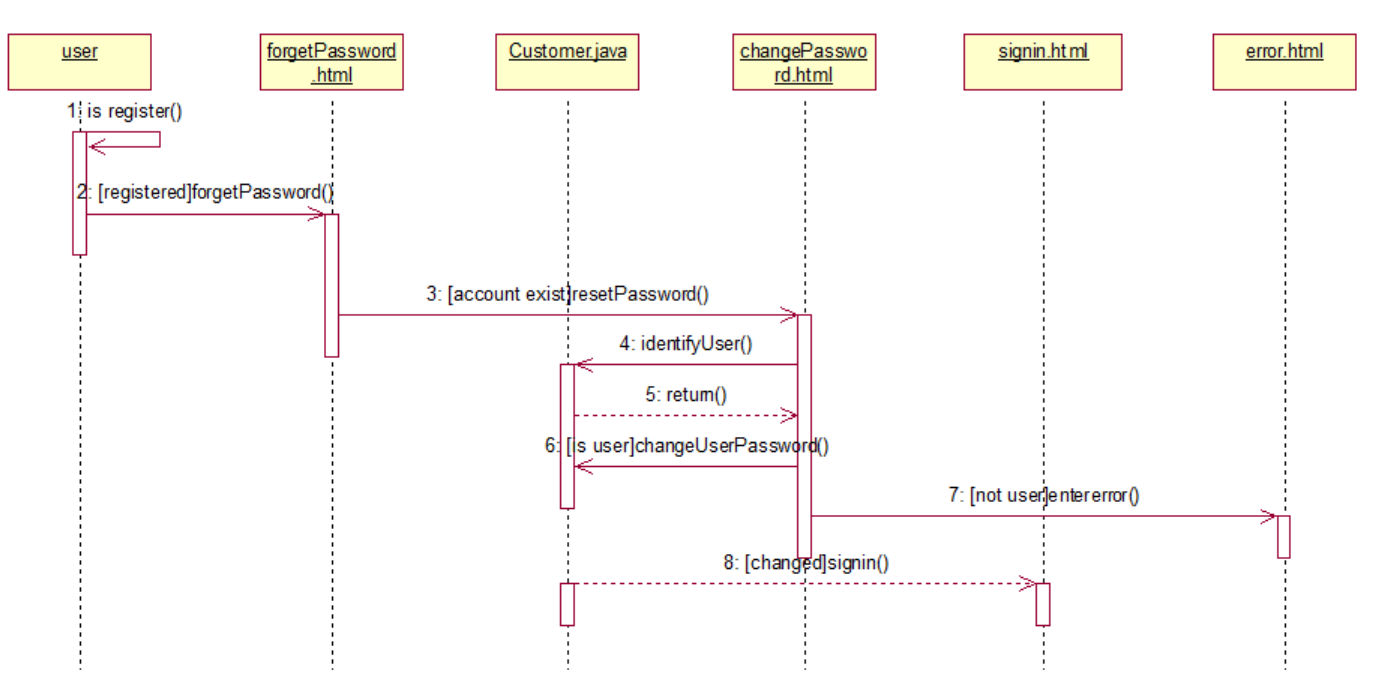 user
forgetPassword
.html
Customer.java
changePasswo
rd.html
signin.html
error.html
1: is register()
2: [registered]forgetPassword()
3: [account exist]resetPassword()
4: identifyUser()
5: return()
6: [is user]changeUserPassword()
7: [not user]entererror()
8: [changed]signin()